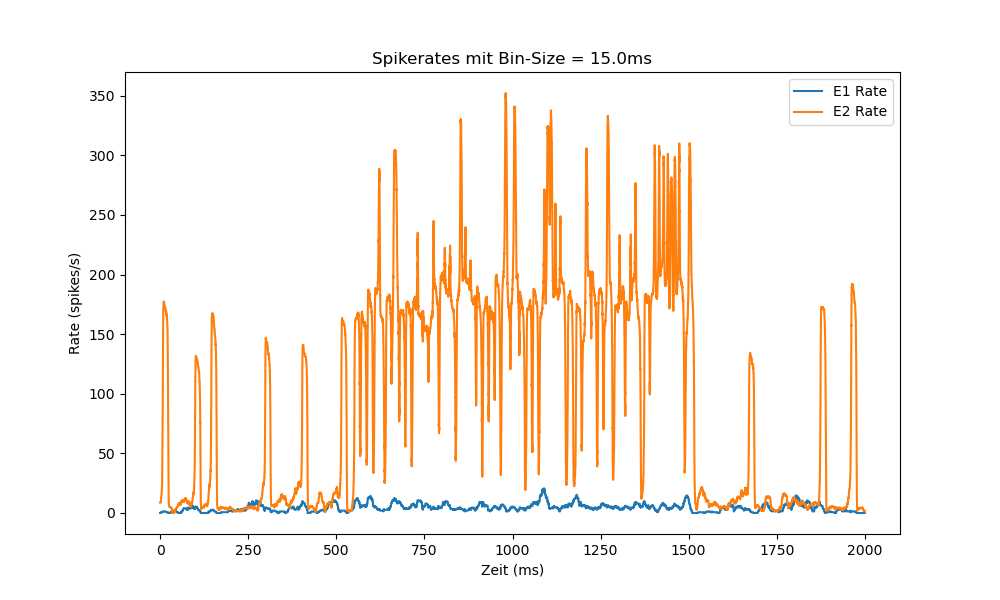 Spikerates mit Bin-Size = 15.0ms
E1 Rate
E2 Rate
350
300
250
200
150
100
50
0
Rate (spikes/s)
0 250 500 750 1000 1250 1500 1750 2000
Zeit (ms)